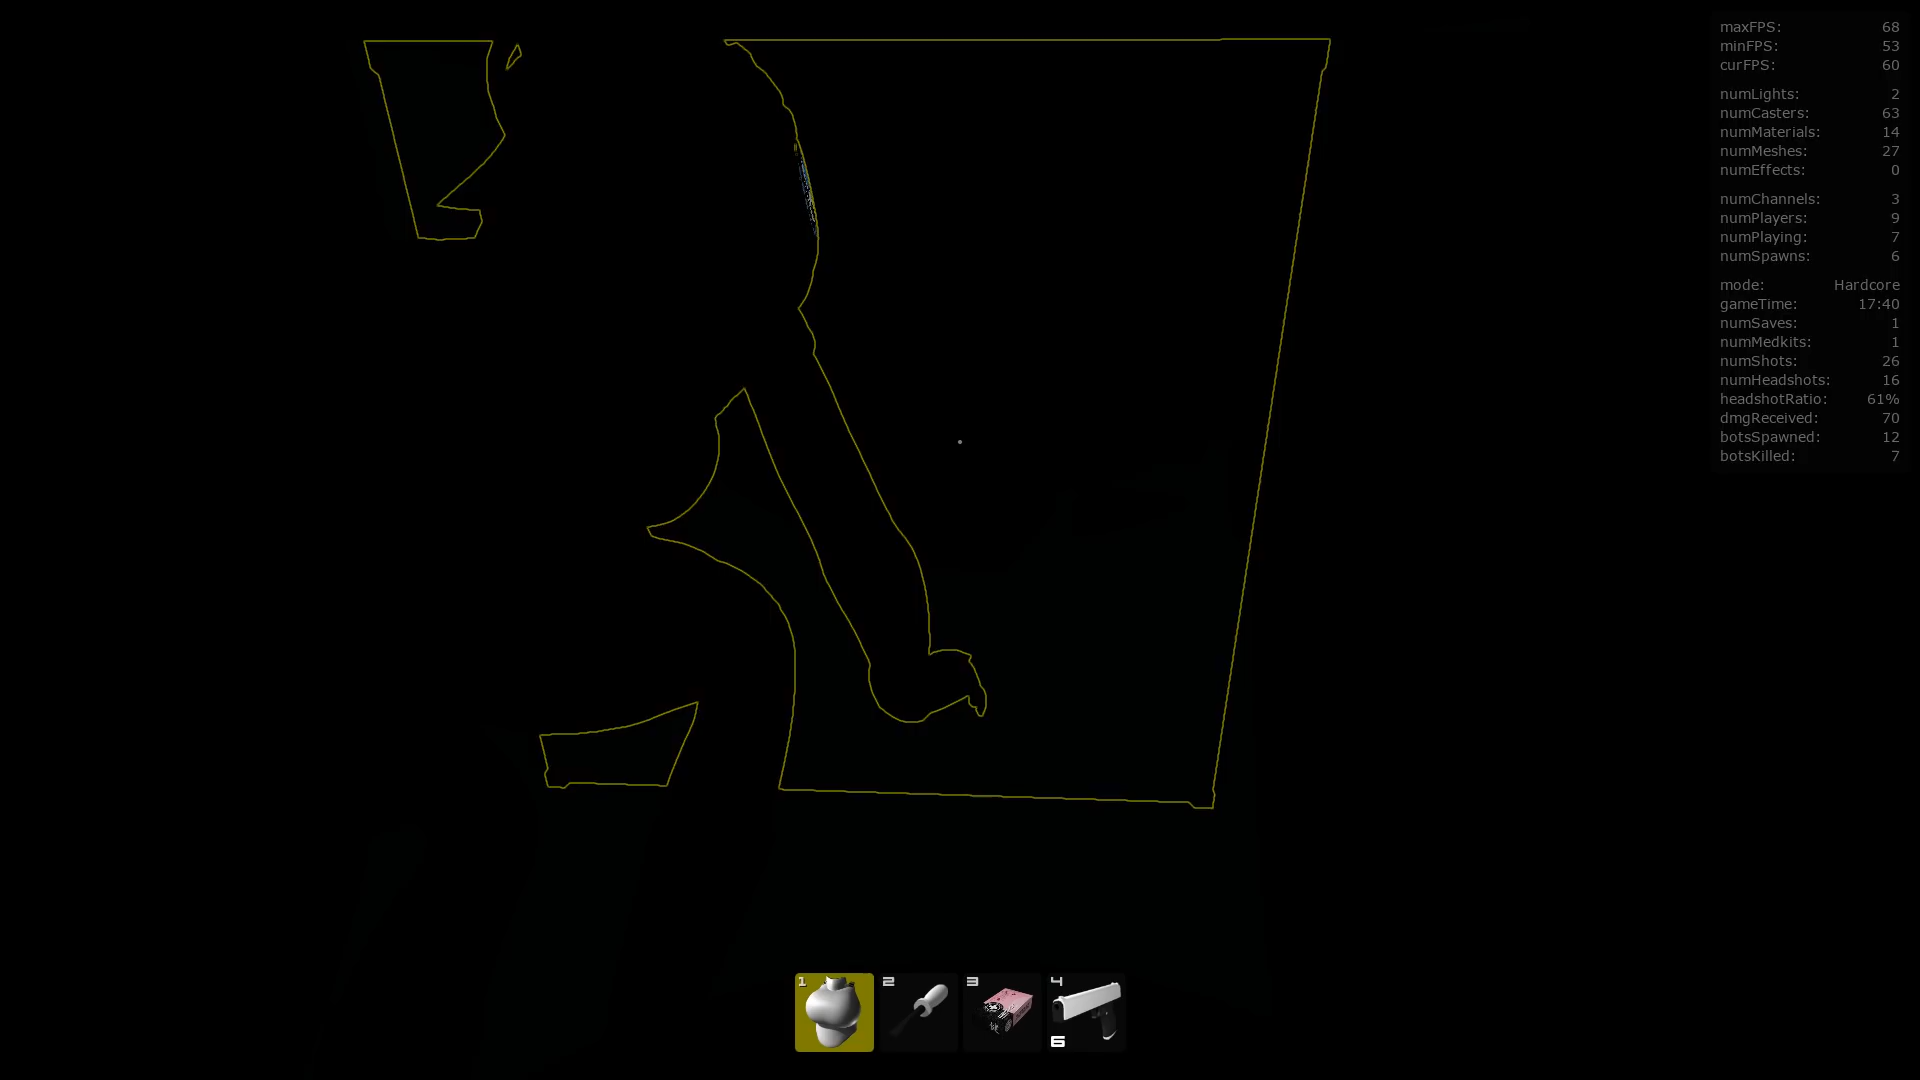 maxFPS: 68
minFPS: 53
curFPS: 60
numLights: 2
numCasters: 63
numMaterials: 14
numMeshes: 27
numEffects: 0
numChannels: 3
numPlayers: 9
numPlaying: 7
numSpawns: 6
mode: Hardcore
gameTime: 17:40
numSaves: 1
numMedkits: 1
numShots: 26
numHeadshots: 16
headshotRatio: 61%
dmgReceived: 70
botsSpawned: 12
botsKilled: 7
1 2 3 4
6